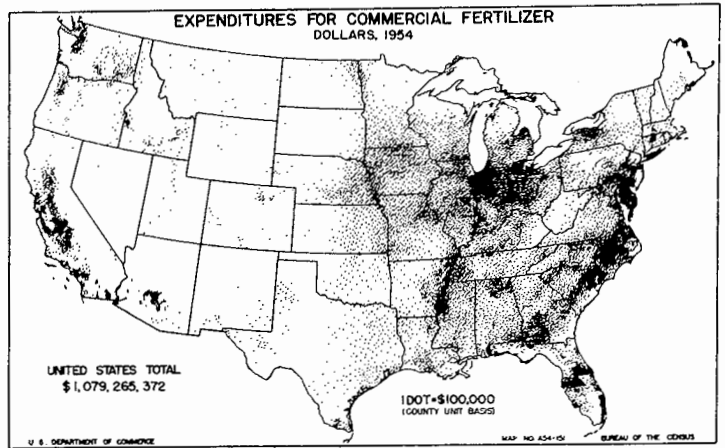 EXPENDITURES FOR COMMERCIAL FERTILIZER
DOLLARS, 1954
UNITED STATES TOTAL
$1,079,265,372
1 DOT=$100,000
(COUNTY UNIT BASIS)
U. S. DEPARTMENT OF COMMERCE
MAP NO. A54-151
BUREAU OF THE CENSUS